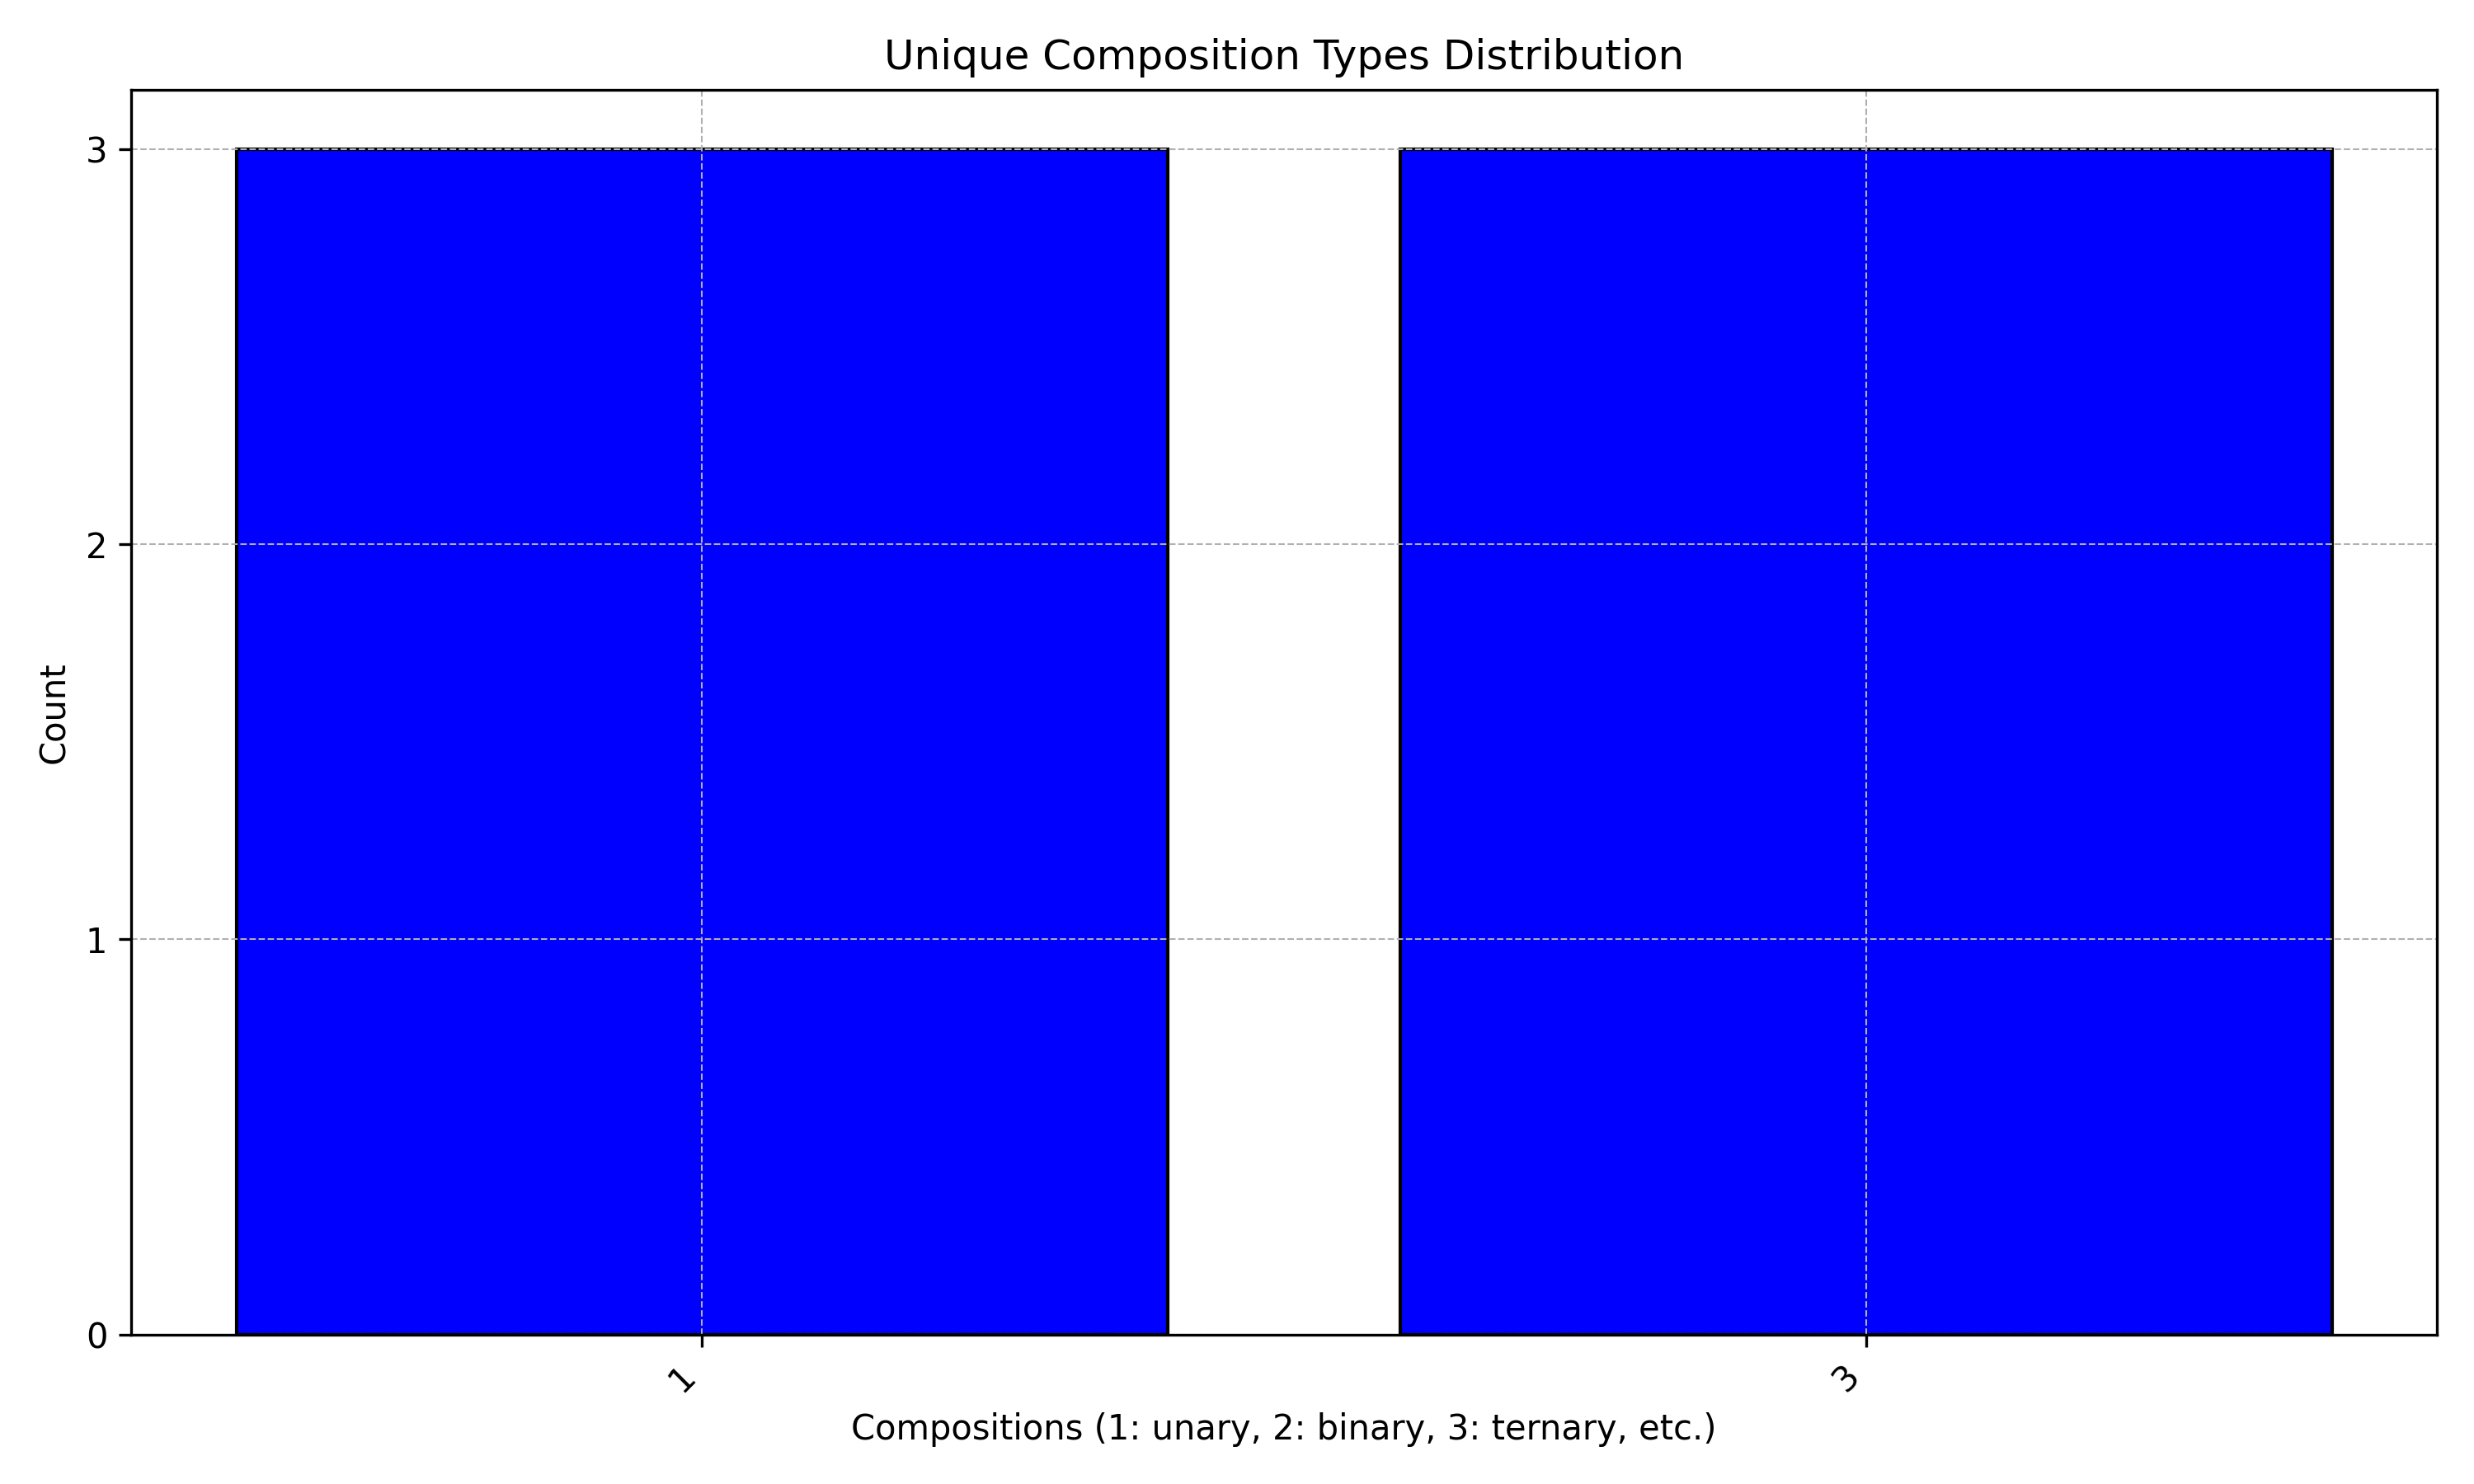 Unique Composition Types Distribution
3
2
1
0
Count
1
3
Compositions (1: unary, 2: binary, 3: ternary, etc.)